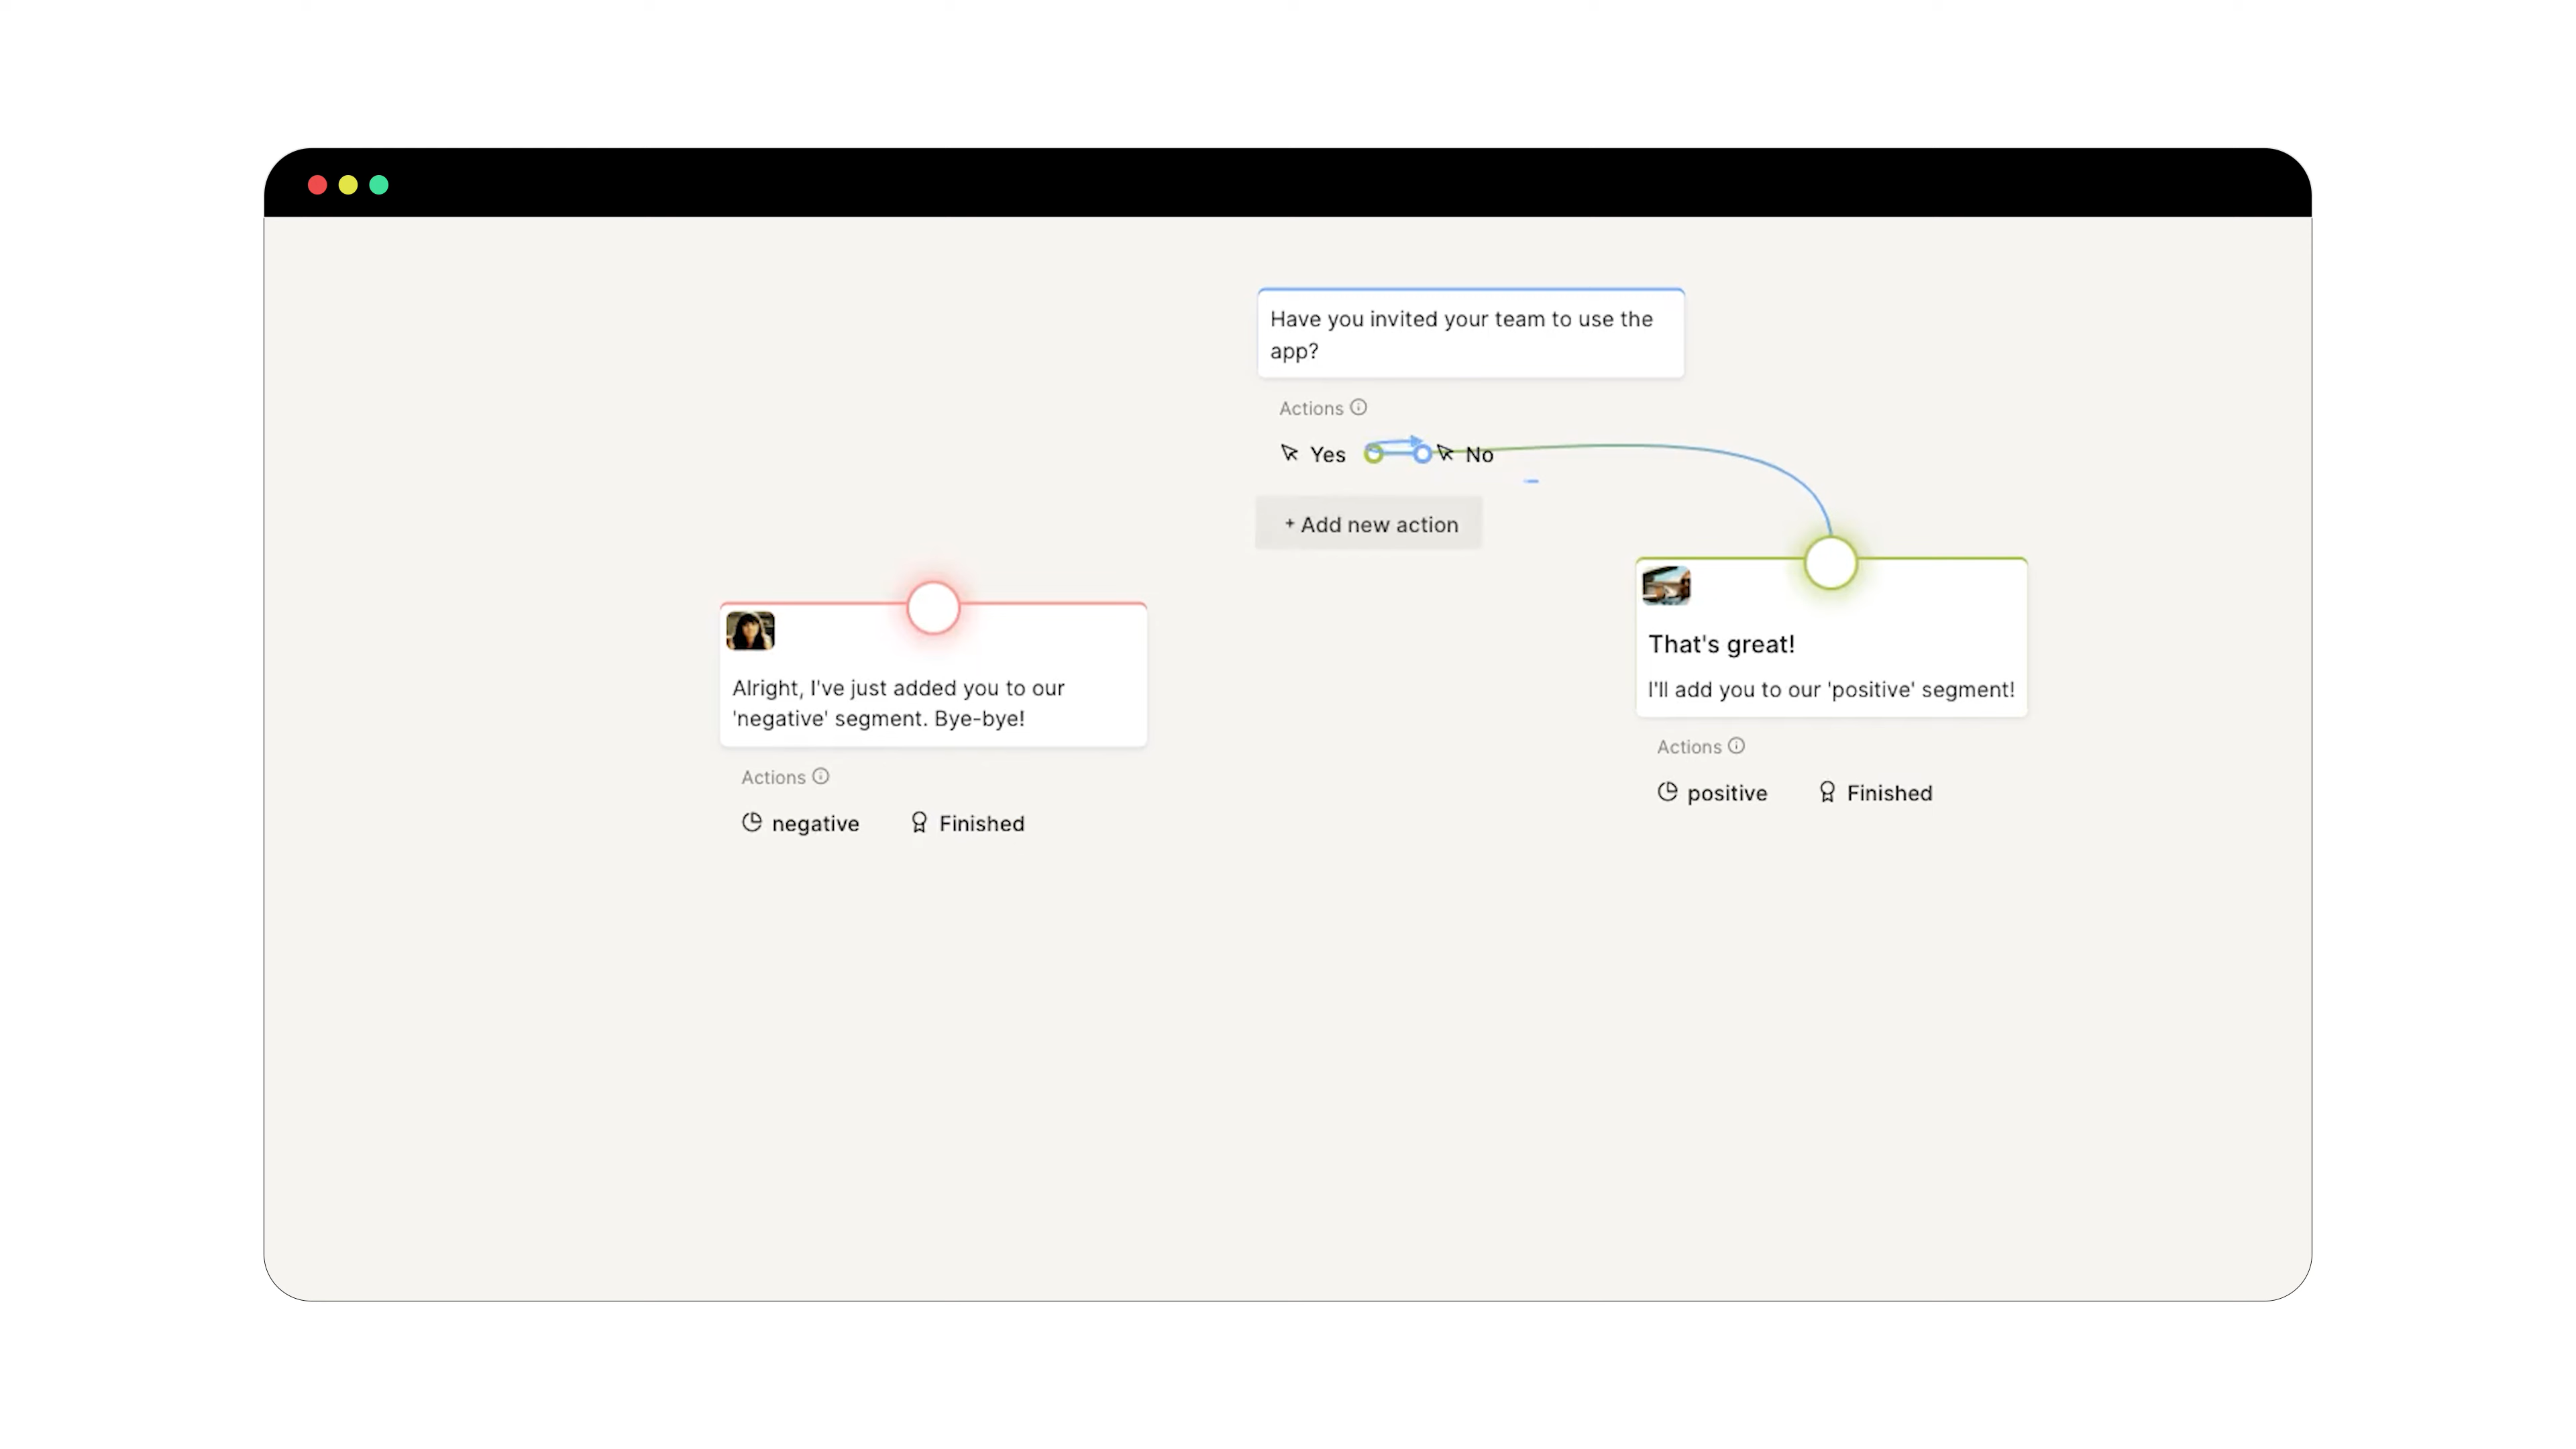 Have you invited your team to use the
app?
Actions
Yes
No
+ Add new action
Alright, I've just added you to our
'negative' segment. Bye-bye!
Actions
negative
Finished
That's great!
I'll add you to our 'positive' segment!
Actions
positive
Finished